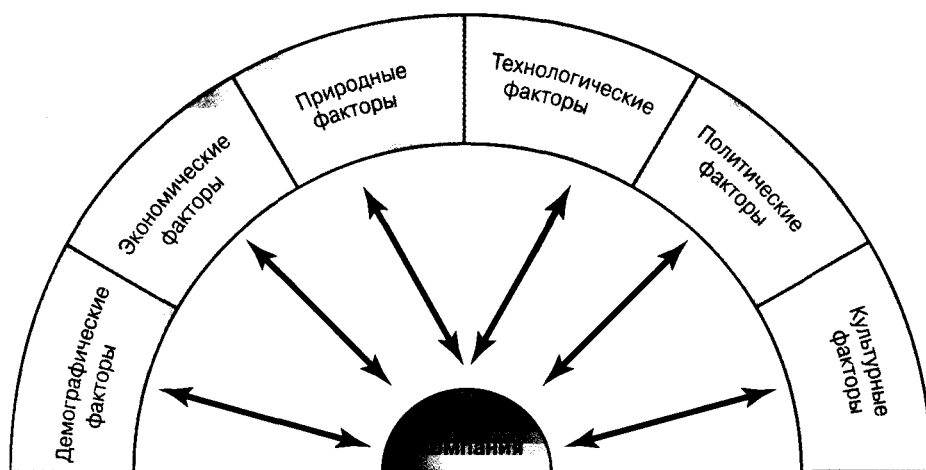 Демографические
факторы
Экономические
факторы
Природные
факторы
Технологические
факторы
Политические
факторы
Культурные
факторы